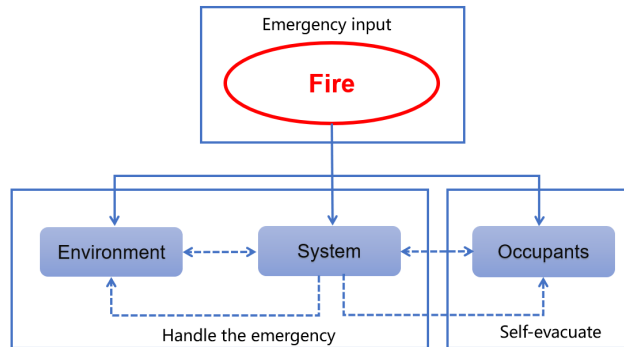 Emergency input
Fire
Environment
System
Occupants
Handle the emergency
Self-evacuate